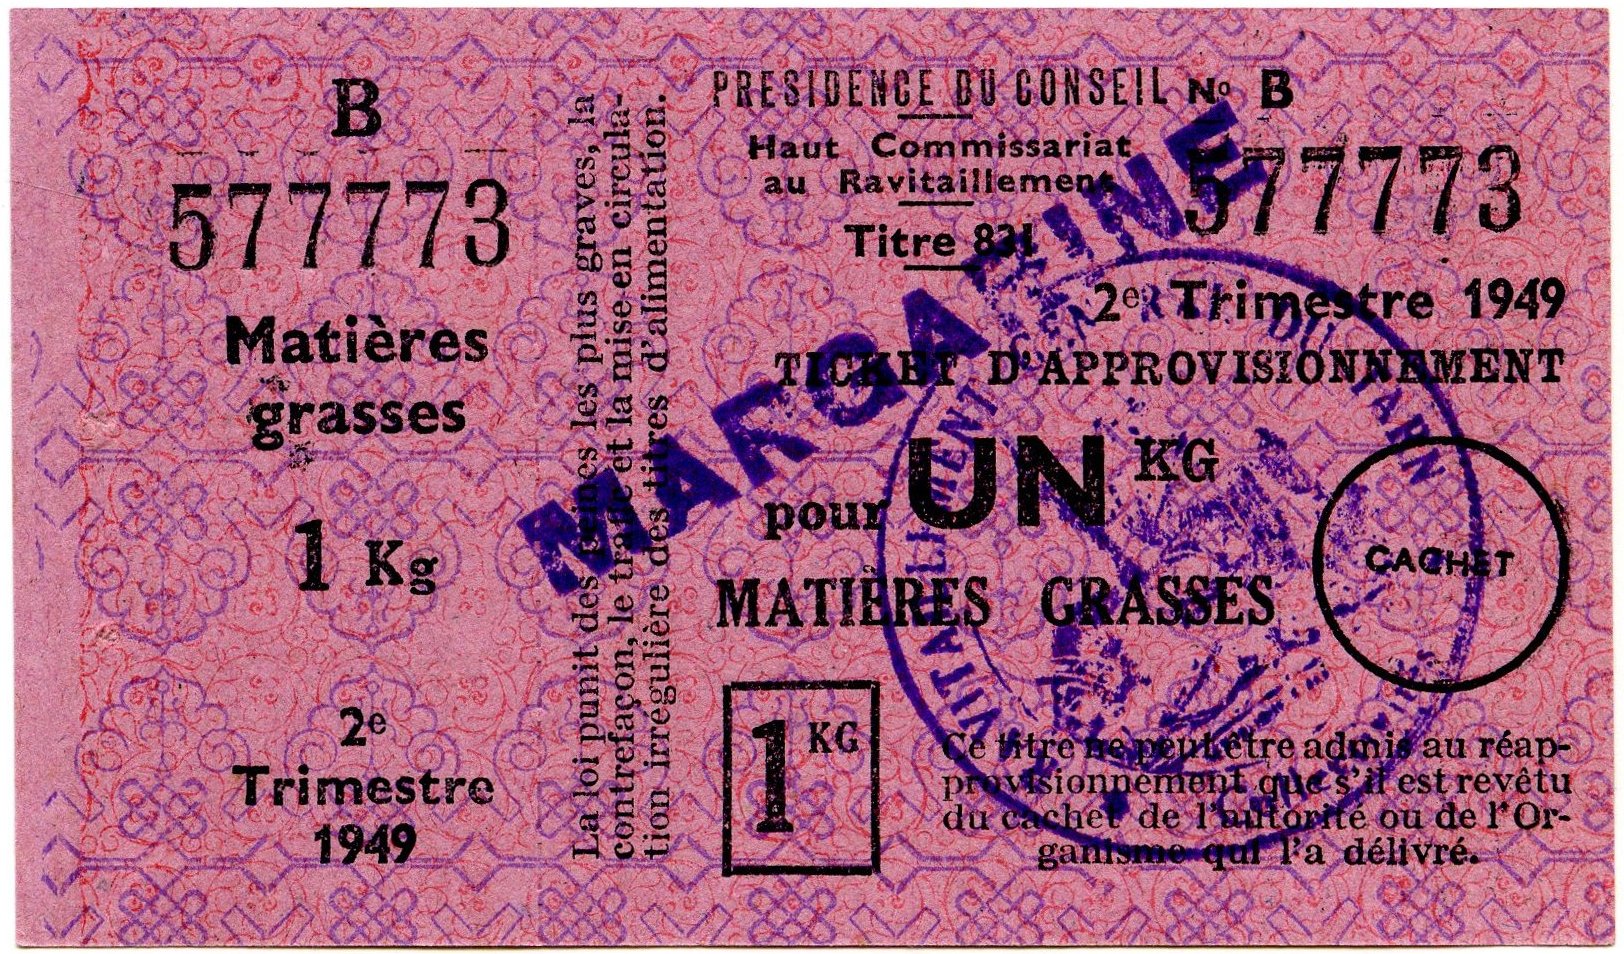 B
577773
Matières
grasses
1 Kg
2e
Trimestre
1949
La loi punit des peines les plus graves, la
contrefaçon, le trafic et la mise en circula-
tion irrégulière des titres d'alimentation.
PRESIDENCE DU CONSEIL
Haut Commissariat
au Ravitaillement
Titre 831
No B
577773
2e Trimestre 1949
TICKET D'APPROVISIONNEMENT
pour UN KG
MATIÈRES GRASSES
1 KG
CACHET
Ce titre ne peut être admis au réap-
provisionnement que s'il est revêtu
du cachet de l'autorité ou de l'Or-
ganisme qui l'a délivré.
MARGARINE
DU TARN